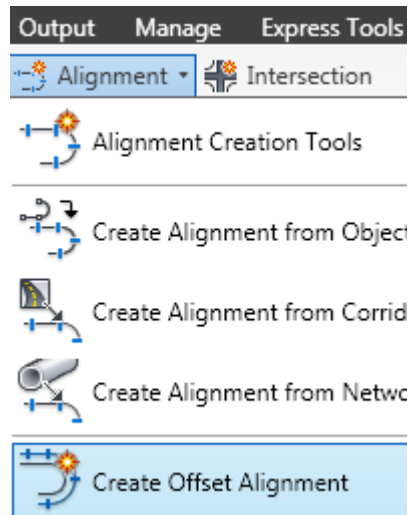 Output Manage Express Tools
Alignment Intersection
Alignment Creation Tools
Create Alignment from Object
Create Alignment from Corrid
Create Alignment from Netwo
Create Offset Alignment